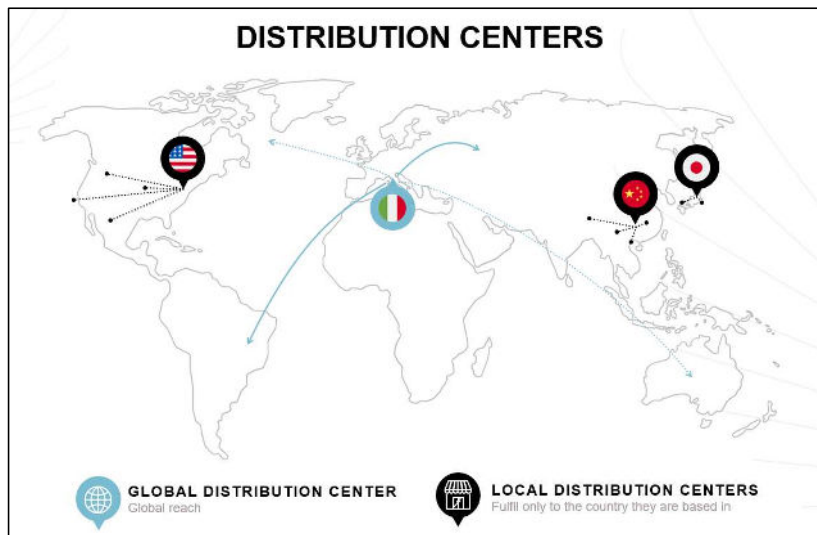 DISTRIBUTION CENTERS
GLOBAL DISTRIBUTION CENTER
Global reach
LOCAL DISTRIBUTION CENTERS
Fulfil only to the country they are based in